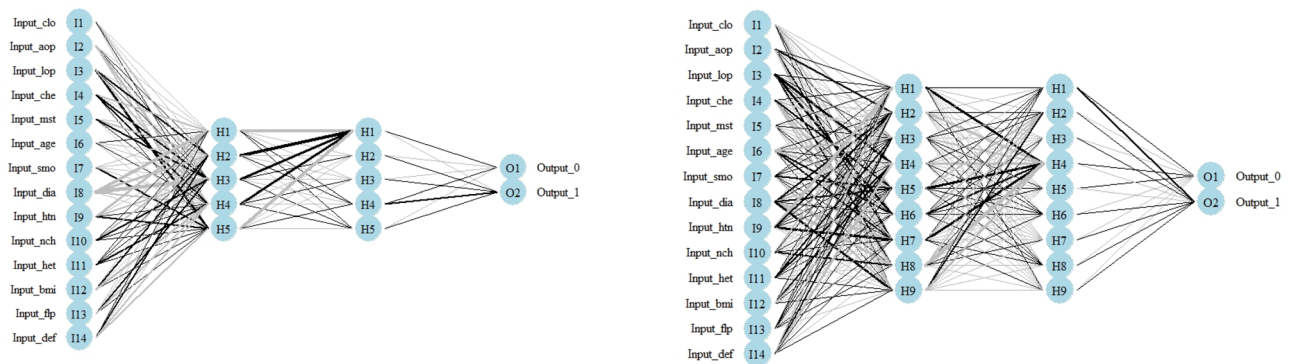 Input_clo I1
Input_aop I2
Input_lop I3
Input_che I4
Input_mst I5
Input_age I6
Input_smo I7
Input_dia I8
Input_htn I9
Input_nch I10
Input_het I11
Input_bmi I12
Input_flp I13
Input_def I14
H1
H2
H3
H4
H5
H1
H2
H3
H4
H5
O1 Output_0
O2 Output_1
Input_clo I1
Input_aop I2
Input_lop I3
Input_che I4
Input_mst I5
Input_age I6
Input_smo I7
Input_dia I8
Input_htn I9
Input_nch I10
Input_het I11
Input_bmi I12
Input_flp I13
Input_def I14
H1
H2
H3
H4
H5
H6
H7
H8
H9
H1
H2
H3
H4
H5
H6
H7
H8
H9
O1 Output_0
O2 Output_1